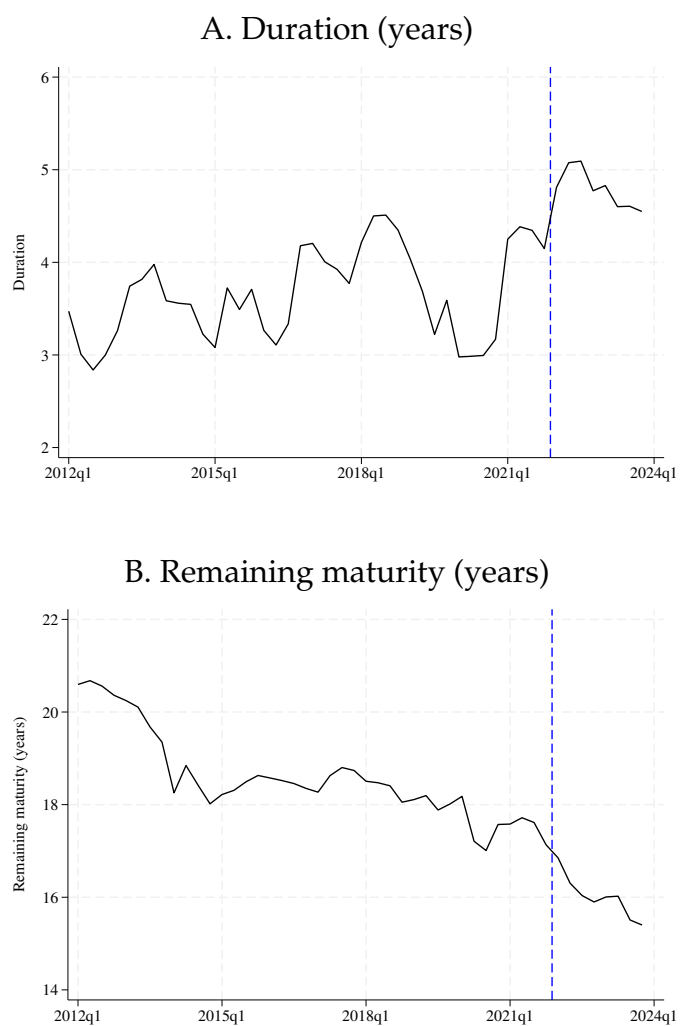 A. Duration (years)
6
5
4
3
2
Duration
2012q1
2015q1
2018q1
2021q1
2024q1
B. Remaining maturity (years)
22
20
18
16
14
Remaining maturity (years)
2012q1
2015q1
2018q1
2021q1
2024q1